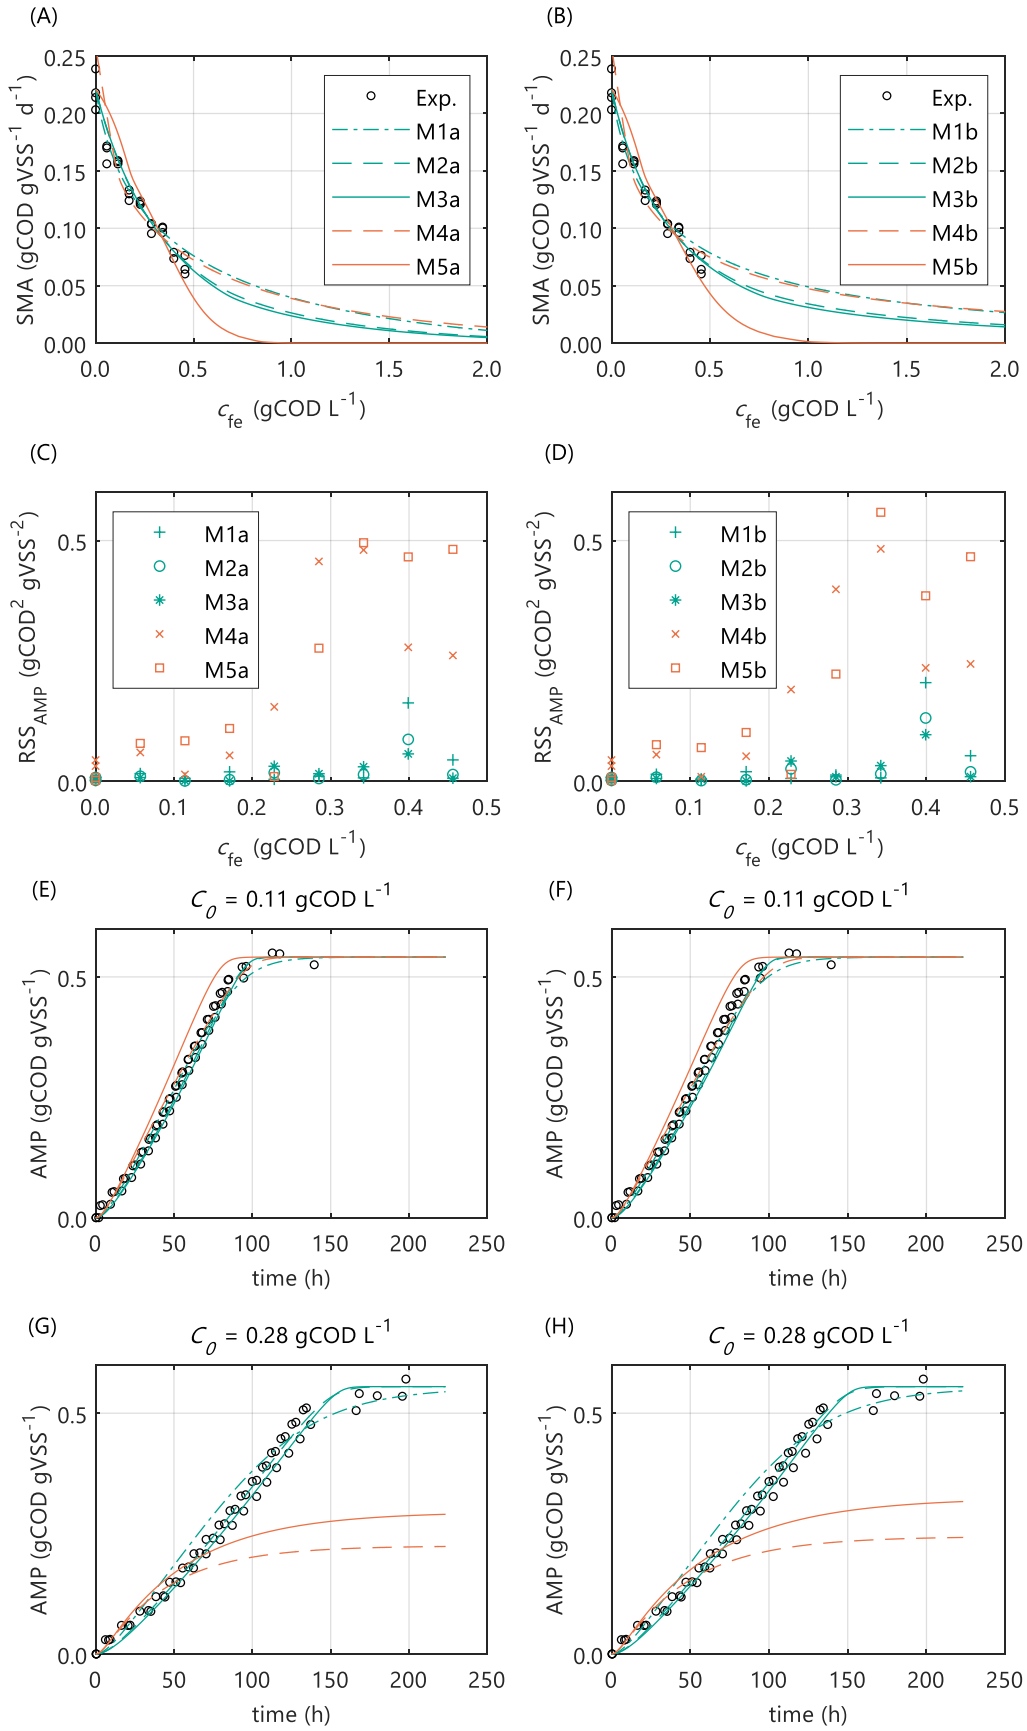 (A)
(B)
SMA (gCOD gVSS⁻¹ d⁻¹)
0.25
0.20
0.15
0.10
0.05
0.00
Exp.
M1a
M2a
M3a
M4a
M5a
0.0 0.5 1.0 1.5 2.0
c_fe (gCOD L⁻¹)
SMA (gCOD gVSS⁻¹ d⁻¹)
0.25
0.20
0.15
0.10
0.05
0.00
Exp.
M1b
M2b
M3b
M4b
M5b
0.0 0.5 1.0 1.5 2.0
c_fe (gCOD L⁻¹)
(C)
(D)
RSS_AMP (gCOD² gVSS⁻²)
0.5
0.0
M1a
M2a
M3a
M4a
M5a
0.0 0.1 0.2 0.3 0.4 0.5
c_fe (gCOD L⁻¹)
RSS_AMP (gCOD² gVSS⁻²)
0.5
0.0
M1b
M2b
M3b
M4b
M5b
0.0 0.1 0.2 0.3 0.4 0.5
c_fe (gCOD L⁻¹)
(E)
C₀ = 0.11 gCOD L⁻¹
AMP (gCOD gVSS⁻¹)
0.5
0.0
0 50 100 150 200 250
time (h)
(F)
C₀ = 0.11 gCOD L⁻¹
AMP (gCOD gVSS⁻¹)
0.5
0.0
0 50 100 150 200 250
time (h)
(G)
C₀ = 0.28 gCOD L⁻¹
AMP (gCOD gVSS⁻¹)
0.5
0.0
0 50 100 150 200 250
time (h)
(H)
C₀ = 0.28 gCOD L⁻¹
AMP (gCOD gVSS⁻¹)
0.5
0.0
0 50 100 150 200 250
time (h)